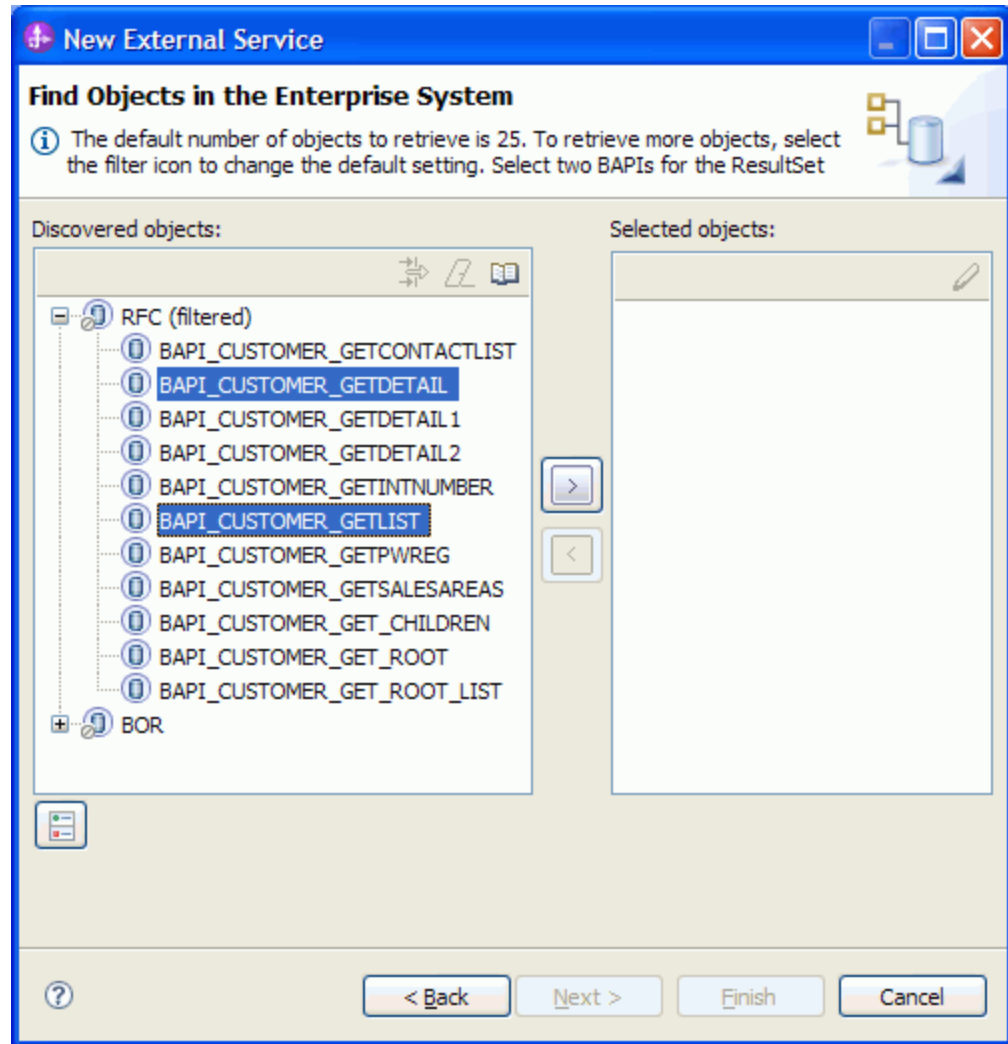 New External Service
Find Objects in the Enterprise System
The default number of objects to retrieve is 25. To retrieve more objects, select
the filter icon to change the default setting. Select two BAPIs for the ResultSet
Discovered objects:
Selected objects:
RFC (filtered)
BAPI_CUSTOMER_GETCONTACTLIST
BAPI_CUSTOMER_GETDETAIL
BAPI_CUSTOMER_GETDETAIL1
BAPI_CUSTOMER_GETDETAIL2
BAPI_CUSTOMER_GETINTNUMBER
BAPI_CUSTOMER_GETLIST
BAPI_CUSTOMER_GETPWREG
BAPI_CUSTOMER_GETSALESAREAS
BAPI_CUSTOMER_GET_CHILDREN
BAPI_CUSTOMER_GET_ROOT
BAPI_CUSTOMER_GET_ROOT_LIST
BOR
>
<
< Back
Next >
Finish
Cancel